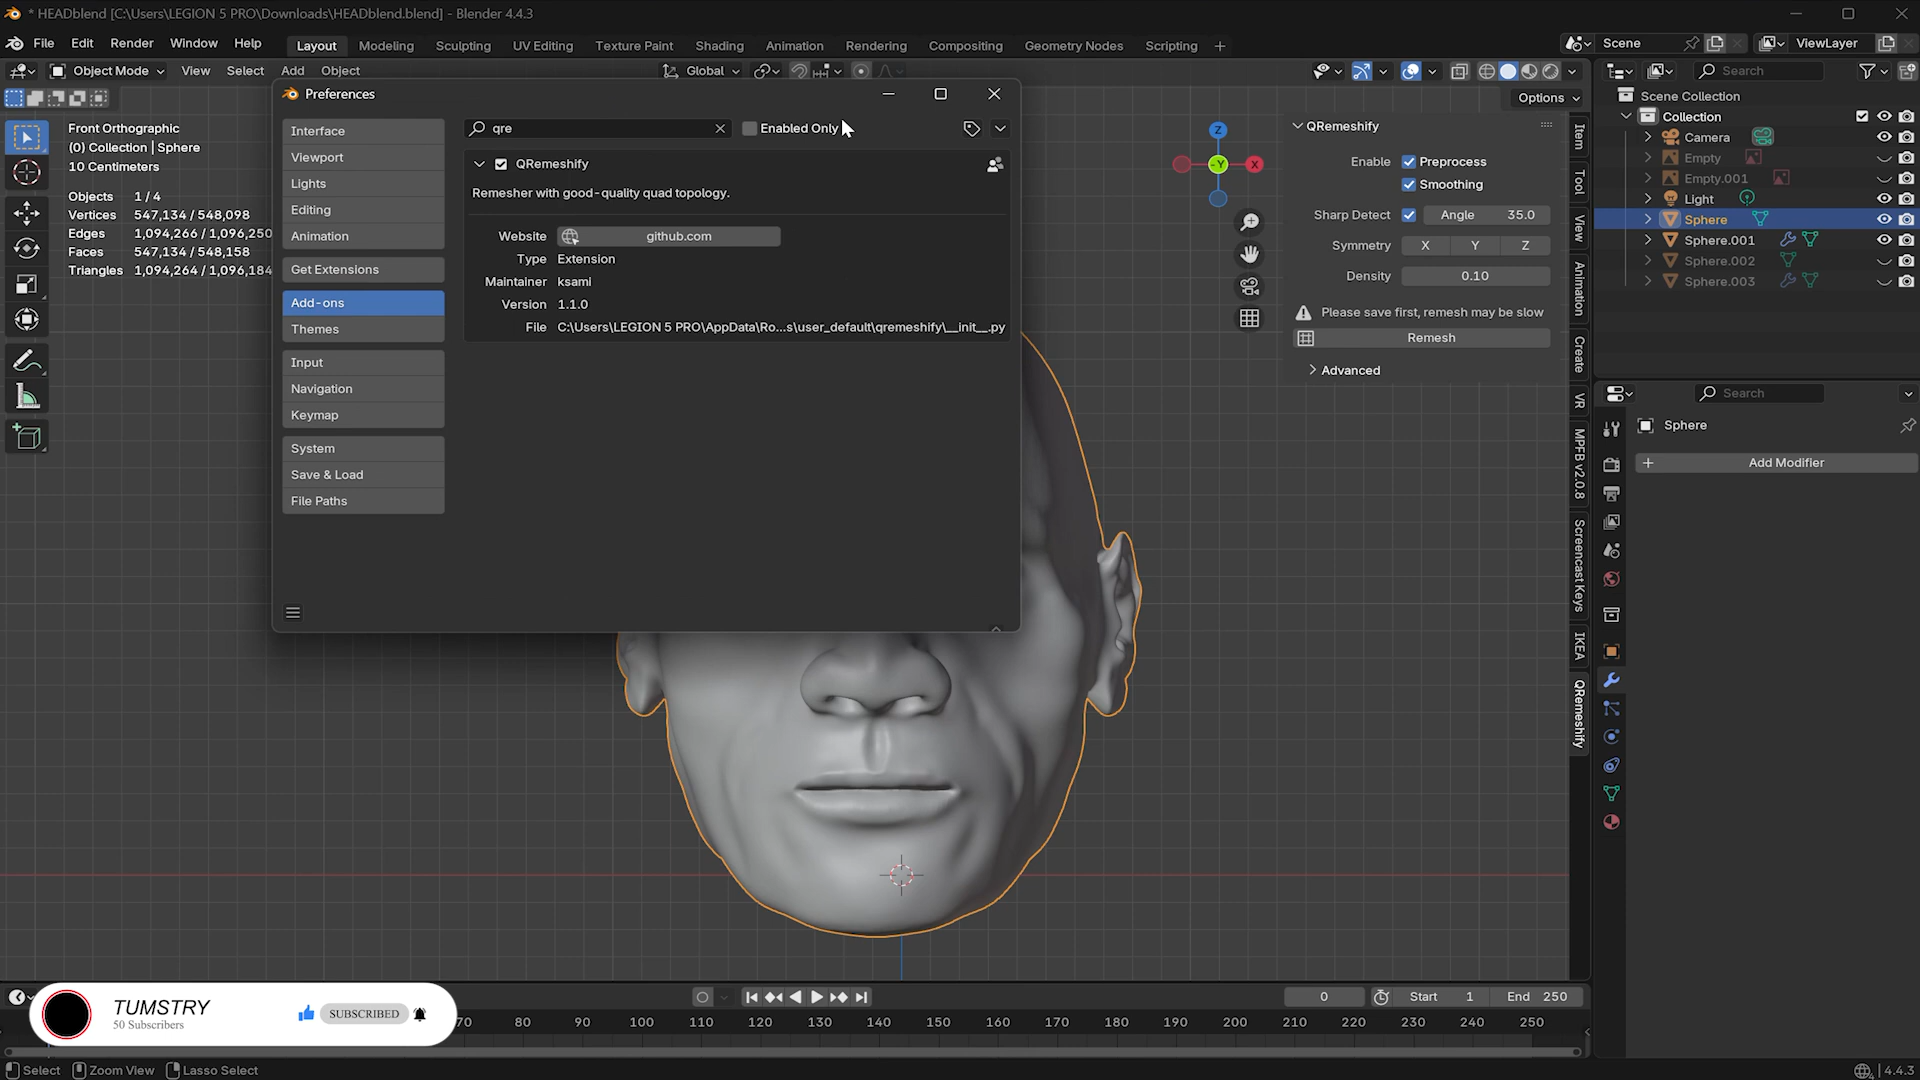 * HEADblend [C:\Users\LEGION 5 PRO\Downloads\HEADblend.blend] - Blender 4.4.3
File Edit Render Window Help
Layout Modeling Sculpting UV Editing Texture Paint Shading Animation Rendering Compositing Geometry Nodes Scripting +
Scene
ViewLayer
Object Mode View Select Add Object
Global
Search
Options
Front Orthographic
(0) Collection | Sphere
10 Centimeters
Objects 1 / 4
Vertices 547,134 / 548,098
Edges 1,094,266 / 1,096,250
Faces 547,134 / 548,158
Triangles 1,094,264 / 1,096,184
Preferences
Interface
Viewport
Lights
Editing
Animation
Get Extensions
Add-ons
Themes
Input
Navigation
Keymap
System
Save & Load
File Paths
qre
Enabled Only
QRemeshify
Remesher with good-quality quad topology.
Website github.com
Type Extension
Maintainer ksami
Version 1.1.0
File C:\Users\LEGION 5 PRO\AppData\Ro...s\user_default\qremeshify\__init__.py
Z
-Y
X
QRemeshify
Enable Preprocess
Smoothing
Sharp Detect Angle 35.0
Symmetry X Y Z
Density 0.10
Please save first, remesh may be slow
Remesh
Advanced
Item
Tool
View
Animation
Create
VR
MPFB v2.0.8
Screencast Keys
IKEA
QRemeshify
Scene Collection
Collection
Camera
Empty
Empty.001
Light
Sphere
Sphere.001
Sphere.002
Sphere.003
Search
Sphere
+ Add Modifier
TUMSTRY
50 Subscribers
SUBSCRIBED
0
Start 1
End 250
70 80 90 100 110 120 130 140 150 160 170 180 190 200 210 220 230 240 250
Select Zoom View Lasso Select
4.4.3